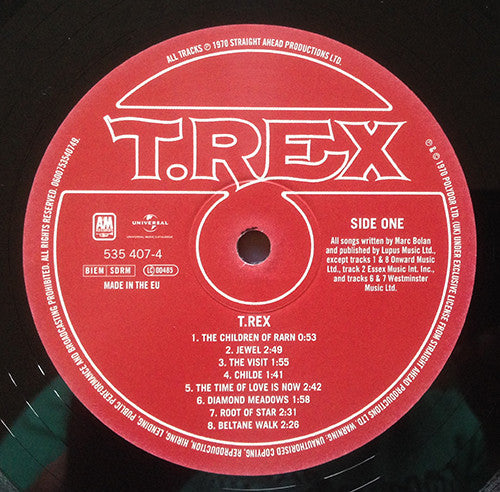 ALL TRACKS ℗ 1970 STRAIGHT AHEAD PRODUCTIONS LTD.
T.REX
A&M
RECORDS
UNIVERSAL
UNIVERSAL MUSIC CATALOGUE
535 407-4
BIEM SDRM LC 00485
MADE IN THE EU
SIDE ONE
All songs written by Marc Bolan
and published by Lupus Music Ltd.,
except tracks 1 & 8 Onward Music
Ltd., track 2 Essex Music Int. Inc.,
and tracks 6 & 7 Westminster
Music Ltd.
T.REX
1. THE CHILDREN OF RARN 0:53
2. JEWEL 2:49
3. THE VISIT 1:55
4. CHILDE 1:41
5. THE TIME OF LOVE IS NOW 2:42
6. DIAMOND MEADOWS 1:58
7. ROOT OF STAR 2:31
8. BELTANE WALK 2:26
℗ & © 1970 POLYDOR LTD. (UK) UNDER EXCLUSIVE LICENSE FROM STRAIGHT AHEAD PRODUCTIONS LTD. WARNING: UNAUTHORISED COPYING, REPRODUCTION, HIRING, LENDING, PUBLIC PERFORMANCE AND BROADCASTING PROHIBITED. ALL RIGHTS RESERVED. 0600753540749.